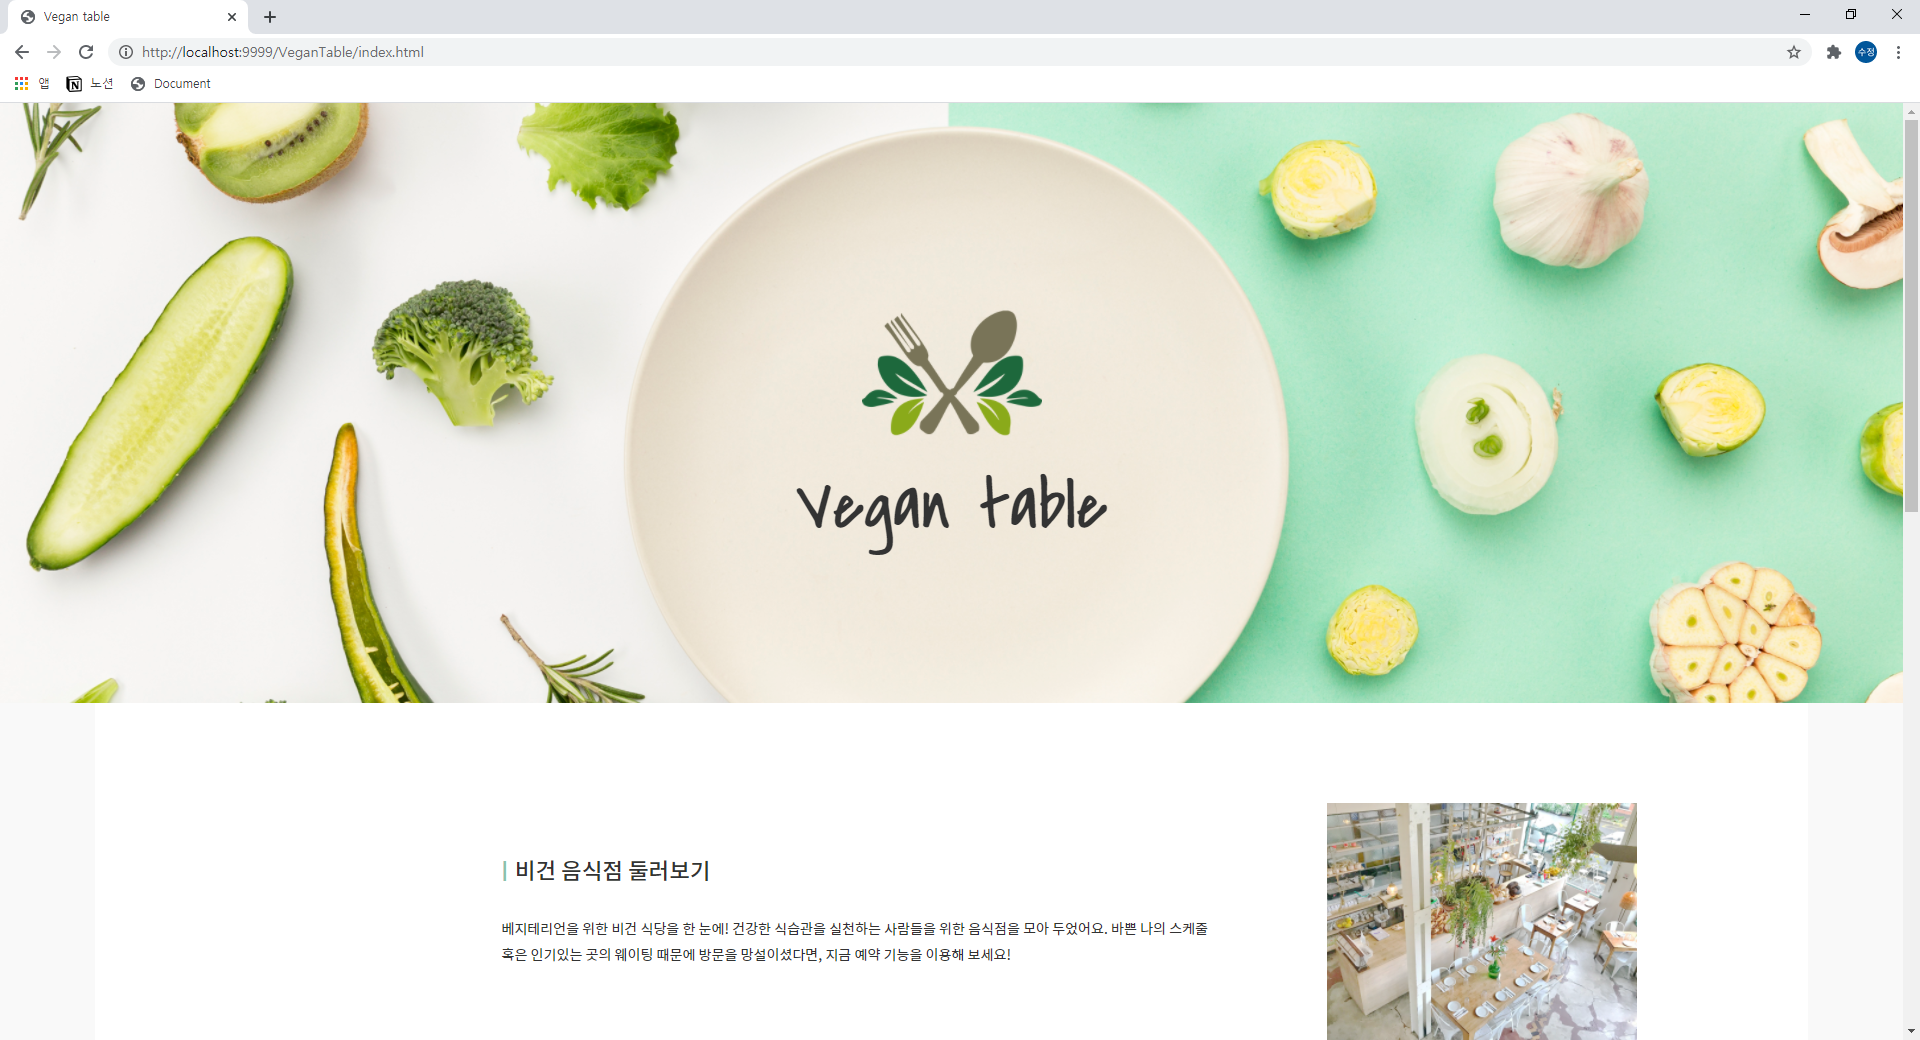 Vegan table
http://localhost:9999/VeganTable/index.html
수정
앱
노션
Document
Vegan table
| 비건 음식점 둘러보기
베지테리언을 위한 비건 식당을 한 눈에! 건강한 식습관을 실천하는 사람들을 위한 음식점을 모아 두었어요. 바쁜 나의 스케줄
혹은 인기있는 곳의 웨이팅 때문에 방문을 망설이셨다면, 지금 예약 기능을 이용해 보세요!